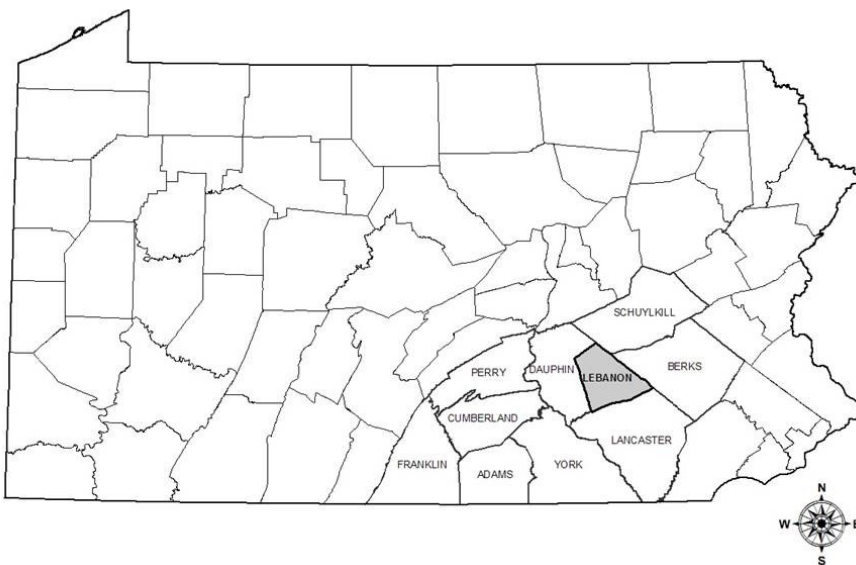 SCHUYLKILL
PERRY
DAUPHIN
LEBANON
BERKS
CUMBERLAND
LANCASTER
FRANKLIN
ADAMS
YORK
N
W
E
S